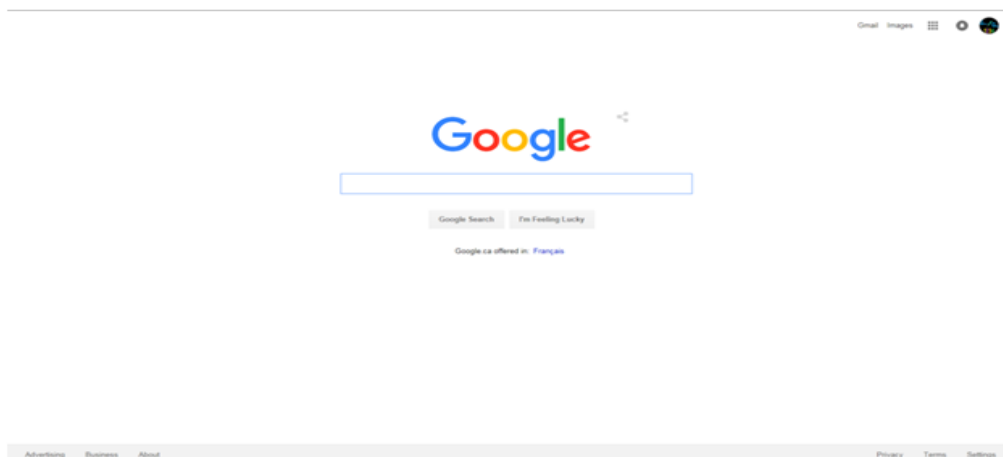 Gmail Images
Google
Google Search I'm Feeling Lucky
Google.ca offered in: Français
Advertising Business About Privacy Terms Settings